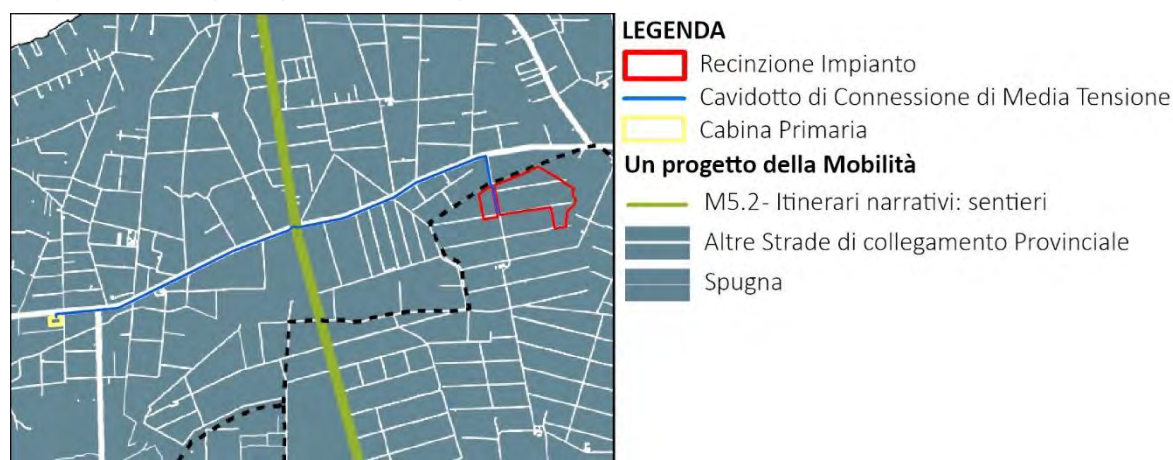 LEGENDA
Recinzione Impianto
Cavidotto di Connessione di Media Tensione
Cabina Primaria
Un progetto della Mobilità
M5.2- Itinerari narrativi: sentieri
Altre Strade di collegamento Provinciale
Spugna